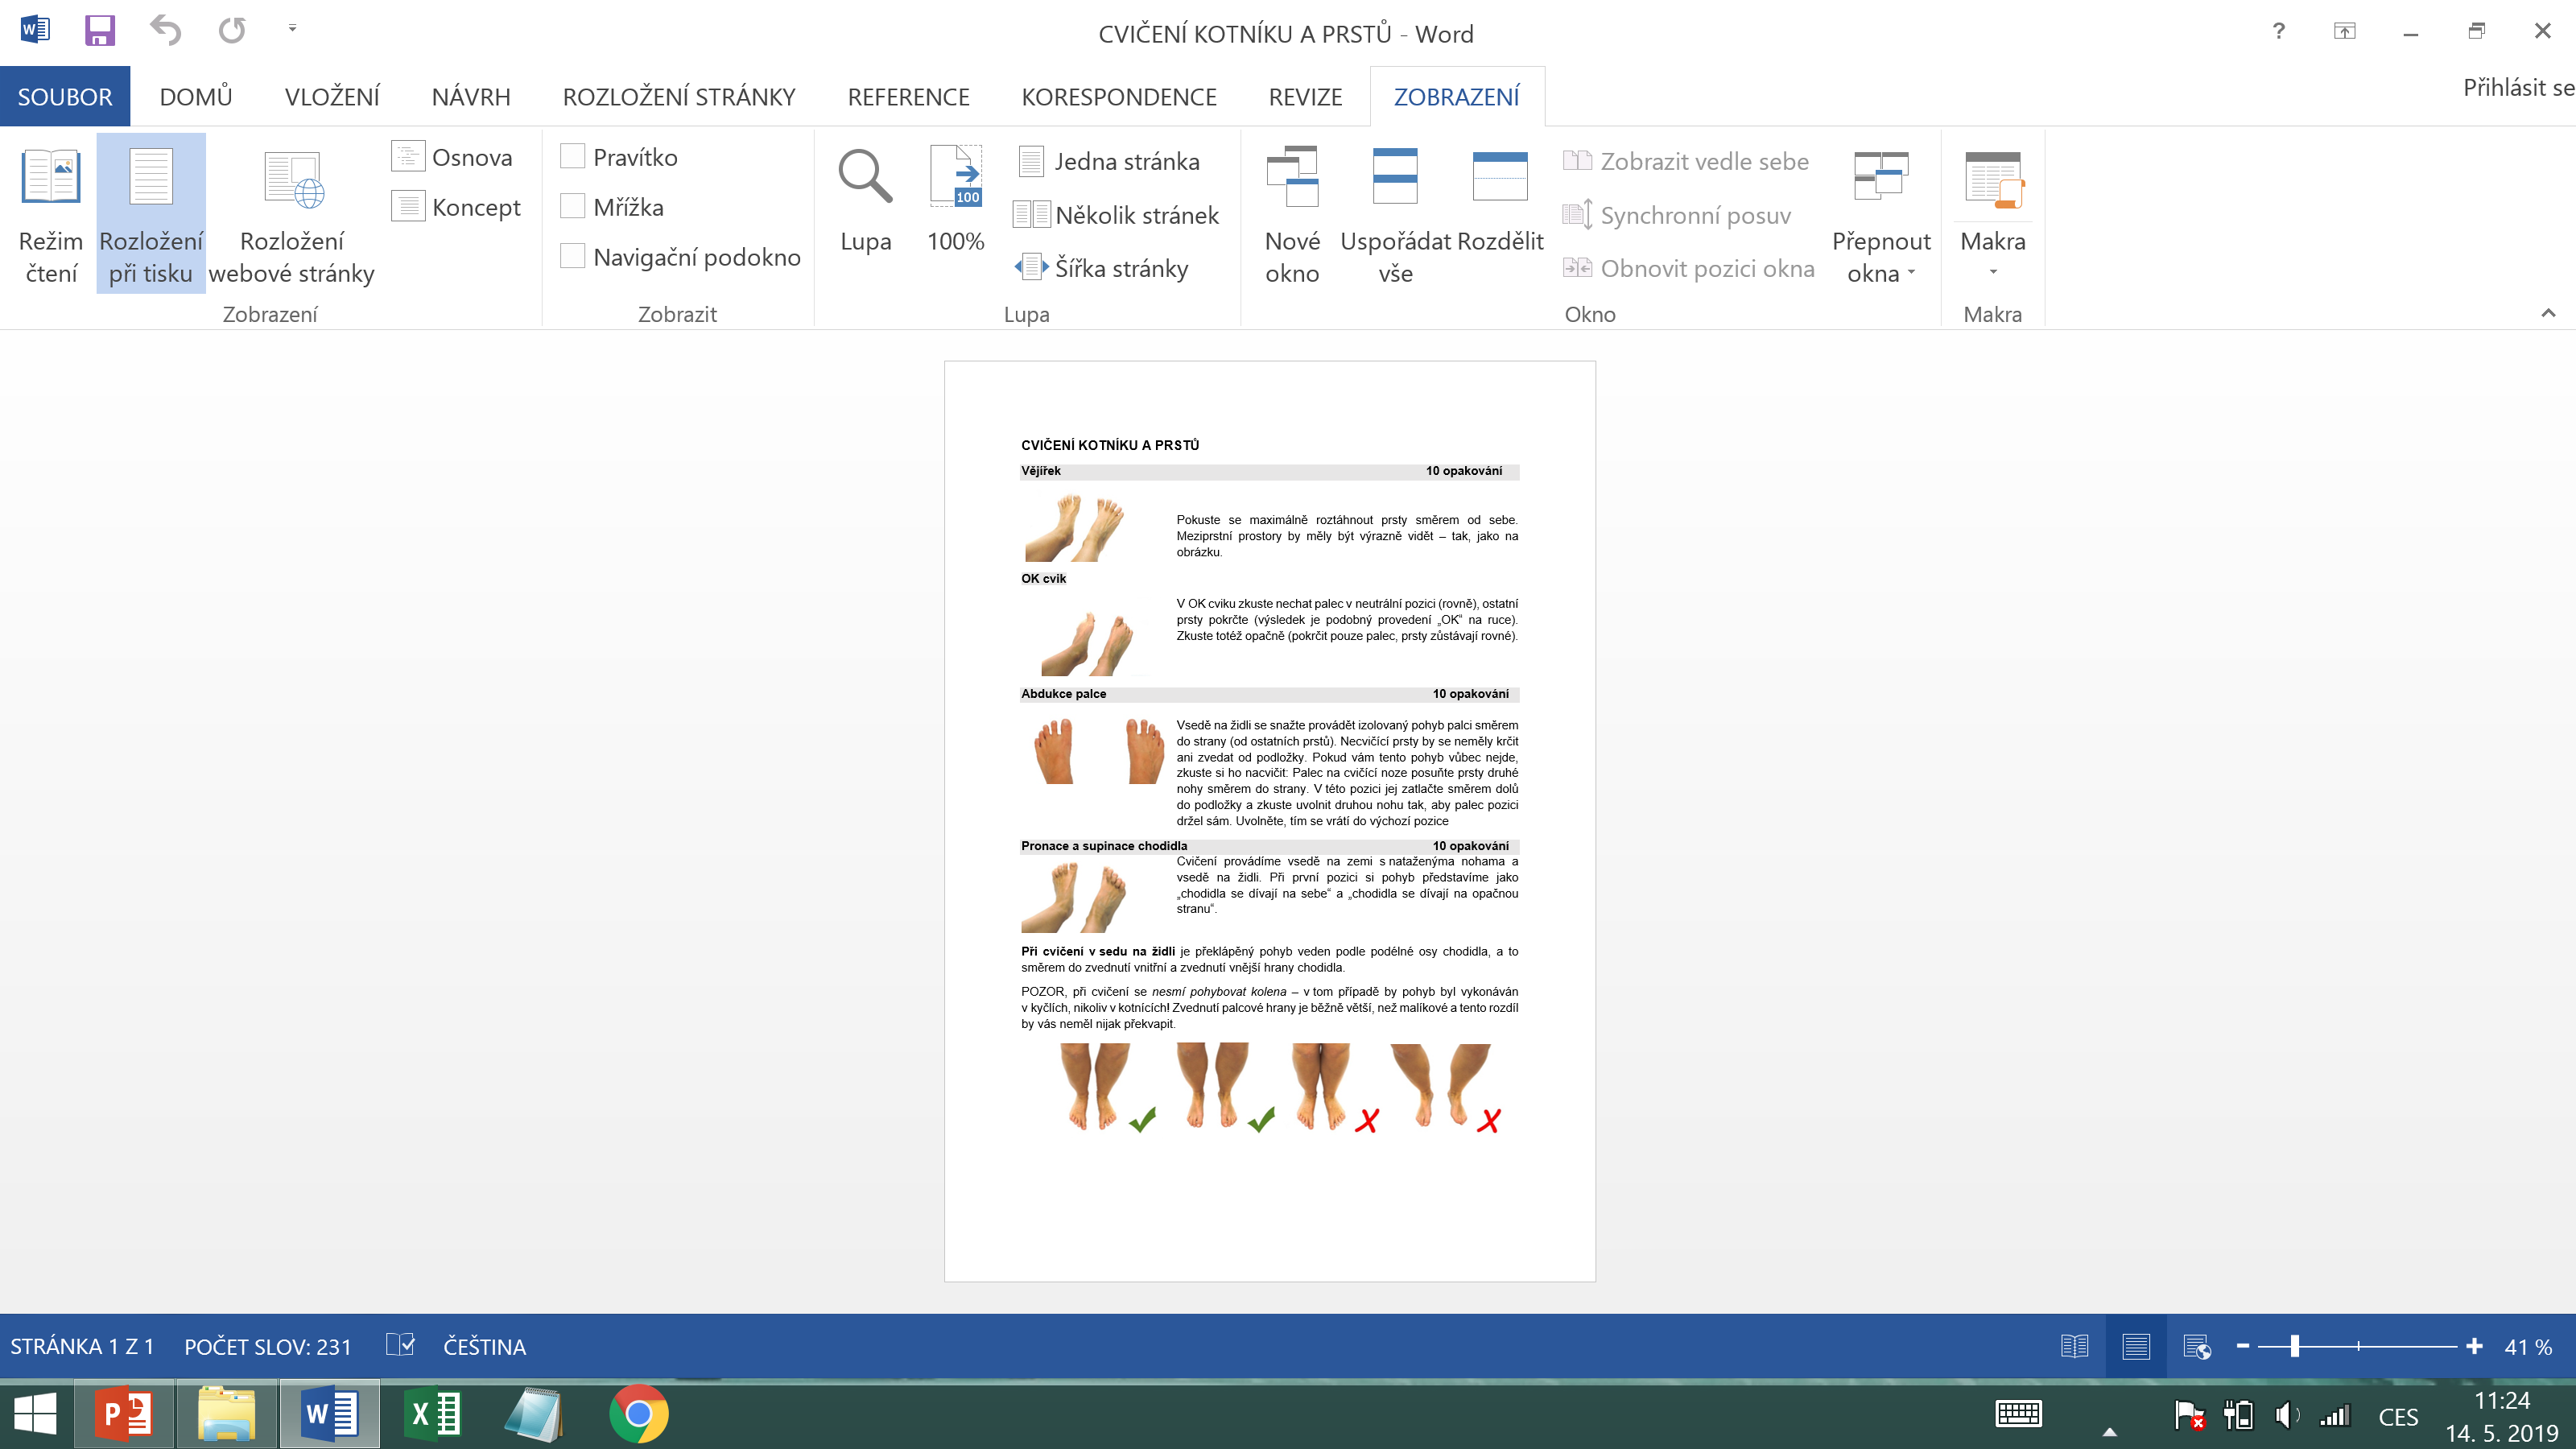 CVIČENÍ KOTNÍKU A PRSTŮ - Word
?
SOUBOR DOMŮ VLOŽENÍ NÁVRH ROZLOŽENÍ STRÁNKY REFERENCE KORESPONDENCE REVIZE ZOBRAZENÍ Přihlásit se
Režim čtení
Rozložení při tisku
Rozložení webové stránky
Osnova
Koncept
Zobrazení
Pravítko
Mřížka
Navigační podokno
Zobrazit
Lupa
100
100%
Jedna stránka
Několik stránek
Šířka stránky
Lupa
Nové okno
Uspořádat vše
Rozdělit
Zobrazit vedle sebe
Synchronní posuv
Obnovit pozici okna
Přepnout okna
Okno
Makra
Makra
CVIČENÍ KOTNÍKU A PRSTŮ
Vějířek 10 opakování
Pokuste se maximálně roztáhnout prsty směrem od sebe.
Meziprstní prostory by měly být výrazně vidět – tak, jako na
obrázku.
OK cvik
V OK cviku zkuste nechat palec v neutrální pozici (rovně), ostatní
prsty pokrčte (výsledek je podobný provedení „OK“ na ruce).
Zkuste totéž opačně (pokrčit pouze palec, prsty zůstávají rovné).
Abdukce palce 10 opakování
Vsedě na židli se snažte provádět izolovaný pohyb palci směrem
do strany (od ostatních prstů). Necvičící prsty by se neměly krčit
ani zvedat od podložky. Pokud vám tento pohyb vůbec nejde,
zkuste si ho nacvičit: Palec na cvičící noze posuňte prsty druhé
nohy směrem do strany. V této pozici jej zatlačte směrem dolů
do podložky a zkuste uvolnit druhou nohu tak, aby palec pozici
držel sám. Uvolněte, tím se vrátí do výchozí pozice
Pronace a supinace chodidla 10 opakování
Cvičení provádíme vsedě na zemi s nataženýma nohama a
vsedě na židli. Při první pozici si pohyb představíme jako
„chodidla se dívají na sebe“ a „chodidla se dívají na opačnou
stranu“.
Při cvičení v sedu na židli je překlápěný pohyb veden podle podélné osy chodidla, a to
směrem do zvednutí vnitřní a zvednutí vnější hrany chodidla.
POZOR, při cvičení se nesmí pohybovat kolena – v tom případě by pohyb byl vykonáván
v kyčlích, nikoliv v kotnících! Zvednutí palcové hrany je běžně větší, než malíkové a tento rozdíl
by vás neměl nijak překvapit.
STRÁNKA 1 Z 1 POČET SLOV: 231 ČEŠTINA 41 %
CES
11:24
14. 5. 2019